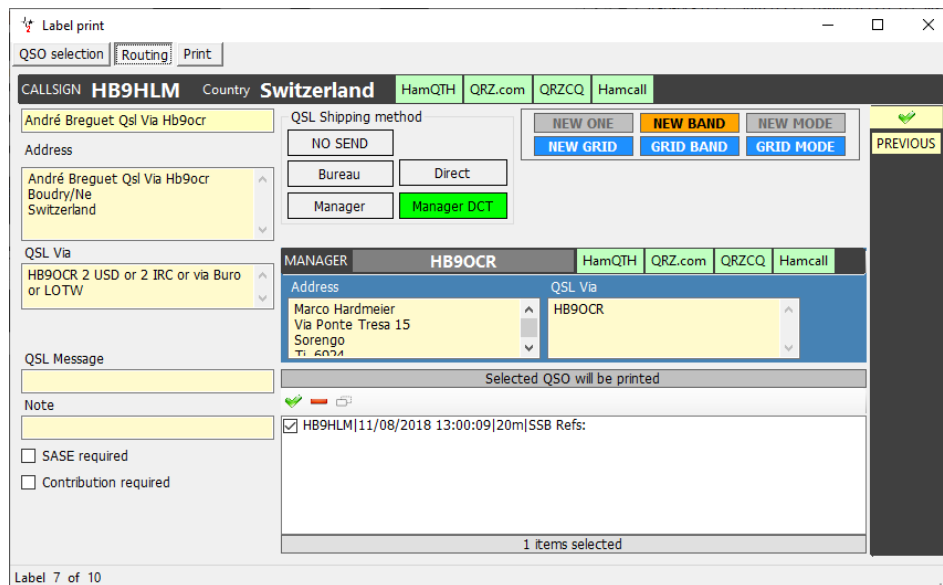 Label print
QSO selection Routing Print
CALLSIGN HB9HLM Country Switzerland HamQTH QRZ.com QRZCQ Hamcall
André Breguet Qsl Via Hb9ocr
Address
André Breguet Qsl Via Hb9ocr
Boudry/Ne
Switzerland
QSL Via
HB9OCR 2 USD or 2 IRC or via Buro
or LOTW
QSL Message
Note
SASE required
Contribution required
QSL Shipping method
NO SEND
Bureau Direct
Manager Manager DCT
NEW ONE NEW BAND NEW MODE
NEW GRID GRID BAND GRID MODE
PREVIOUS
MANAGER HB9OCR HamQTH QRZ.com QRZCQ Hamcall
Address QSL Via
Marco Hardmeier
Via Ponte Tresa 15
Sorengo
Ti 6924
HB9OCR
Selected QSO will be printed
HB9HLM|11/08/2018 13:00:09|20m|SSB Refs:
1 items selected
Label 7 of 10